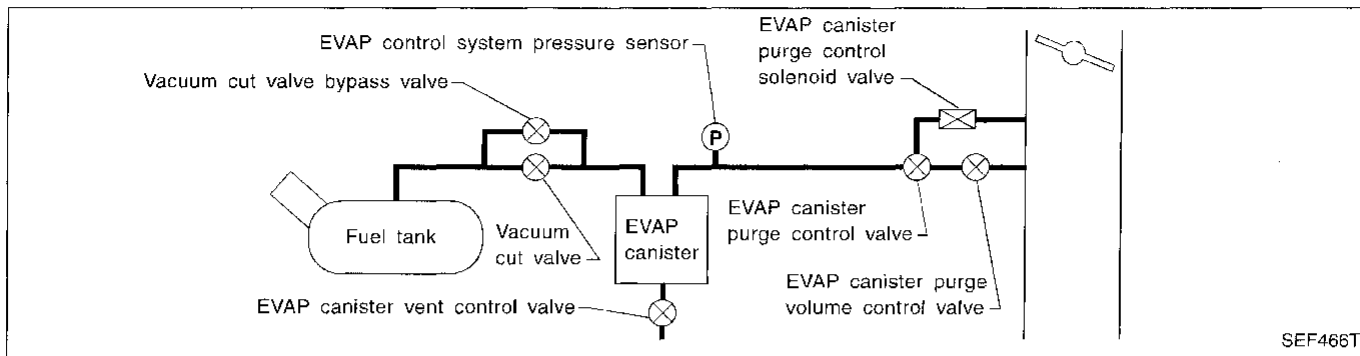 EVAP control system pressure sensor
Vacuum cut valve bypass valve
EVAP canister
purge control
solenoid valve
P
Fuel tank
Vacuum
cut valve
EVAP
canister
EVAP canister
purge control valve
EVAP canister purge
volume control valve
EVAP canister vent control valve
SEF466T